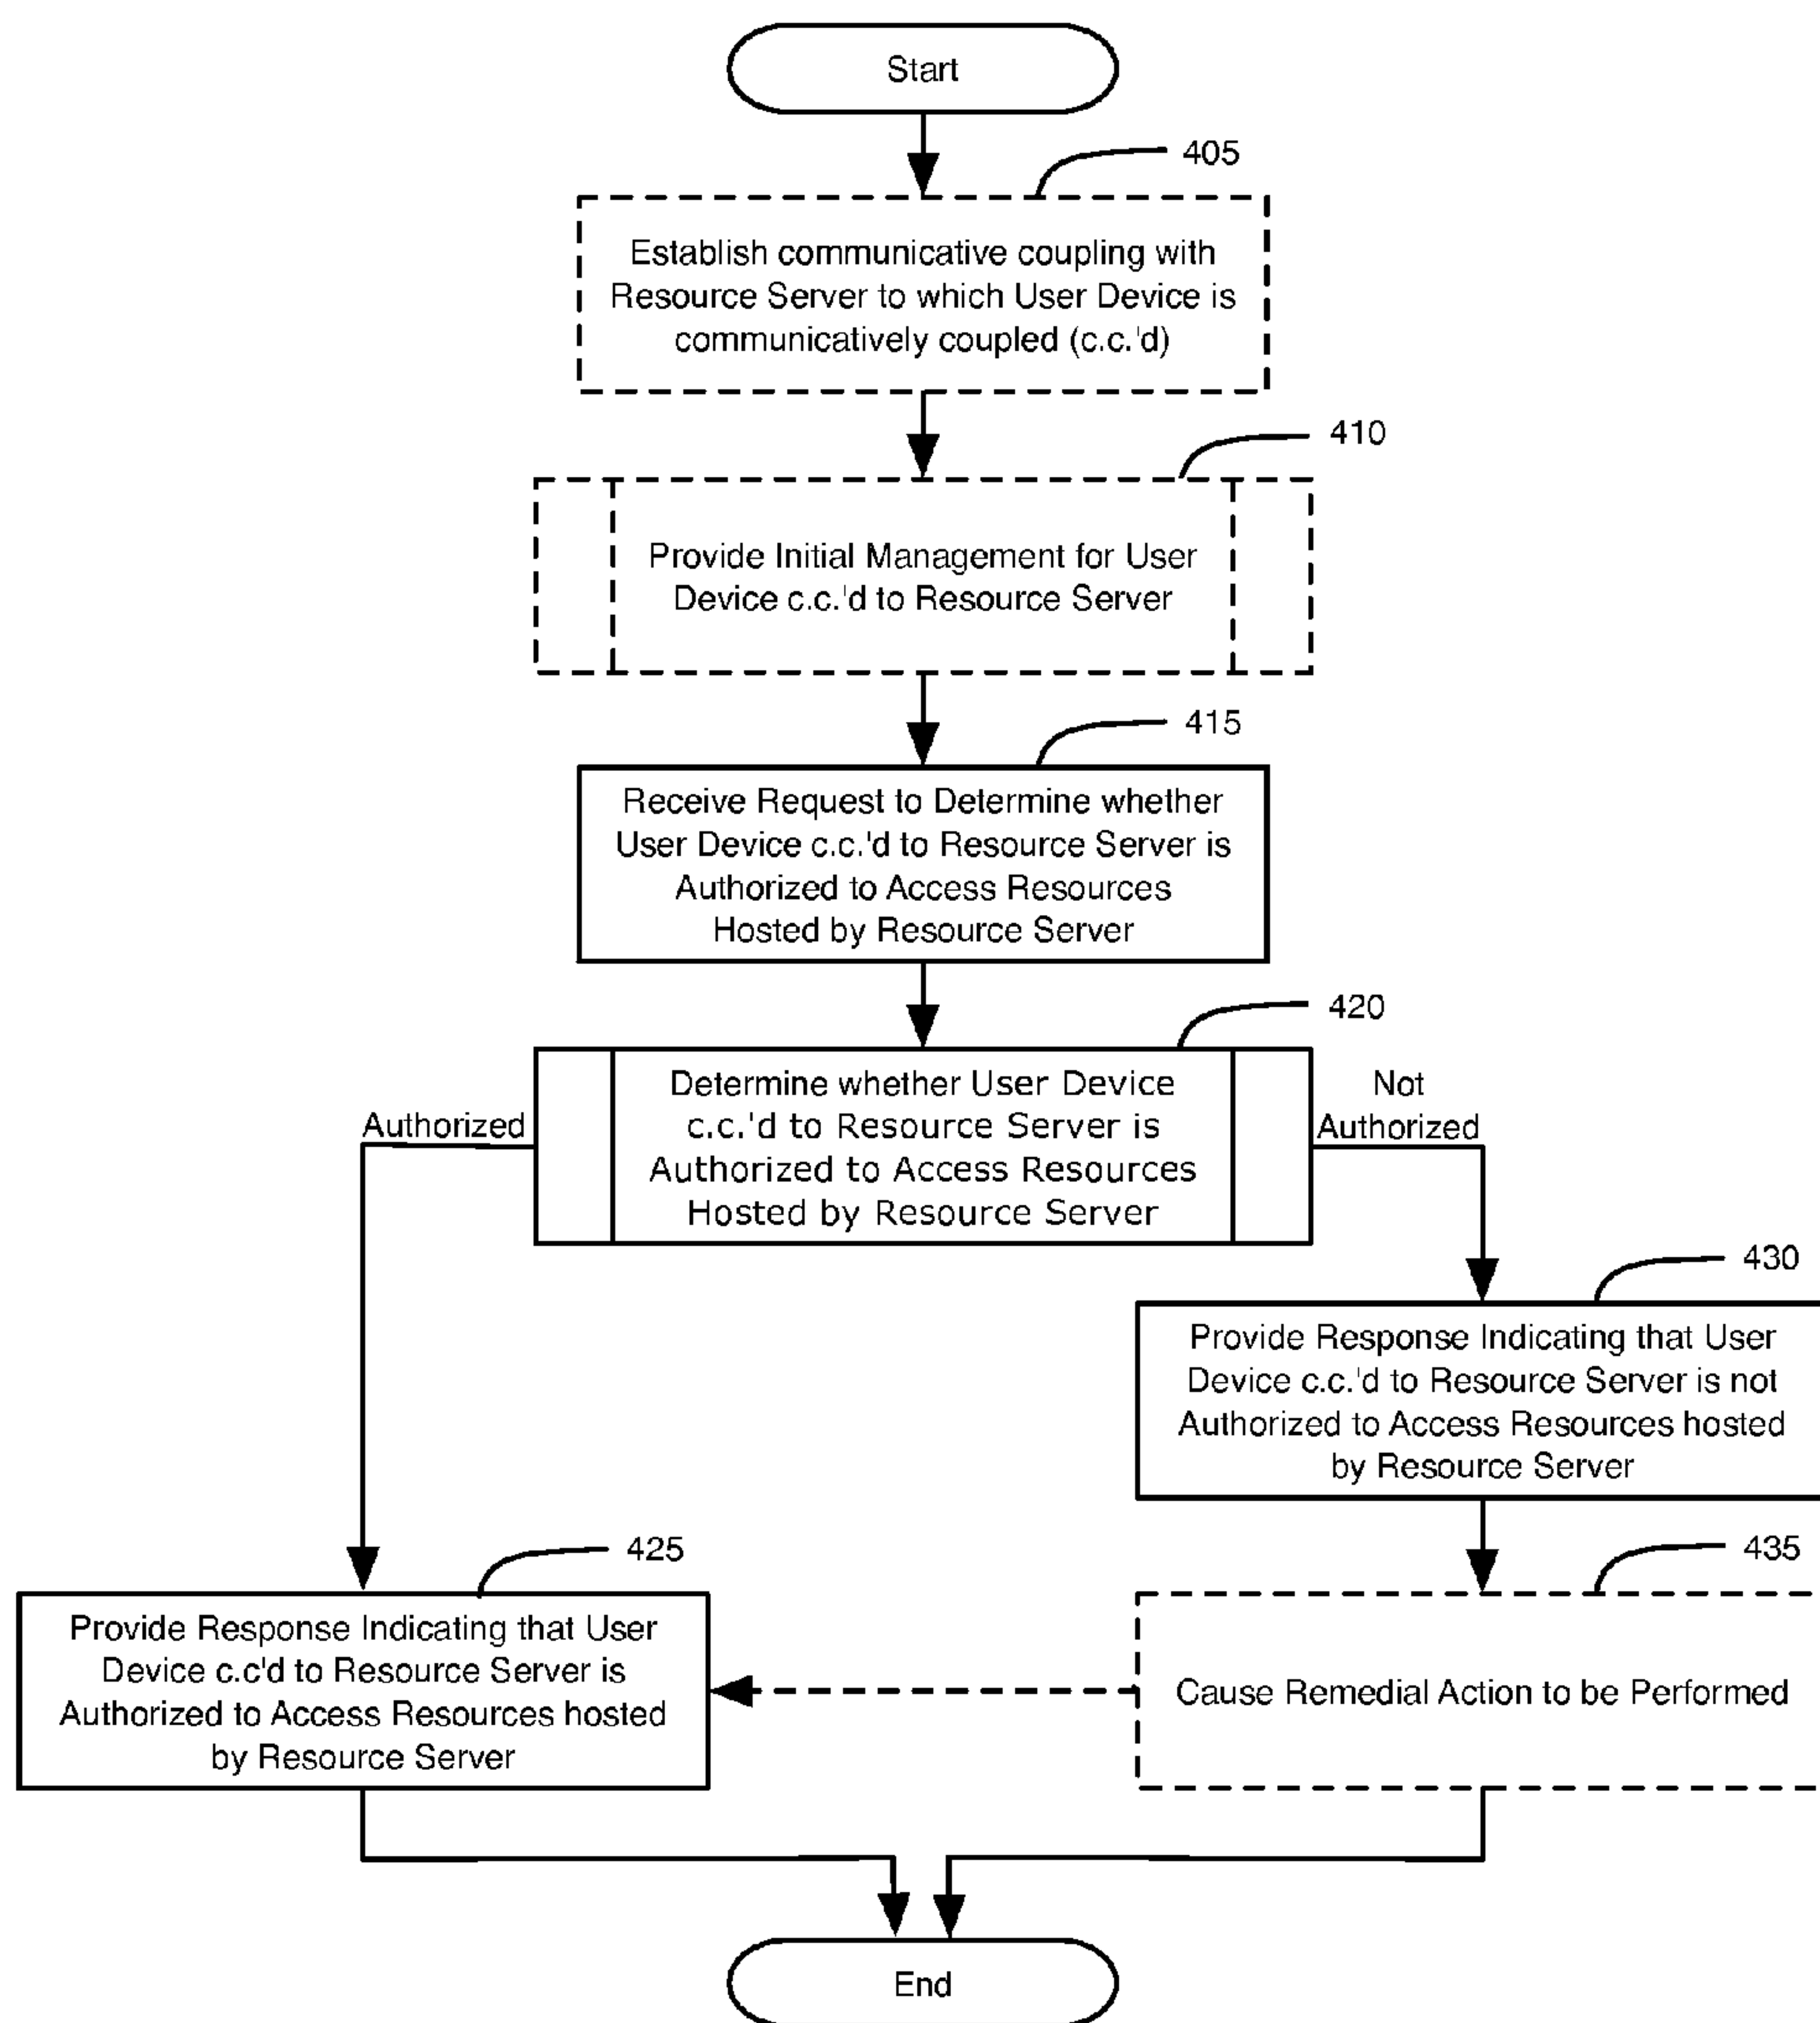 Start
405
Establish communicative coupling with
Resource Server to which User Device is
communicatively coupled (c.c.'d)
410
Provide Initial Management for User
Device c.c.'d to Resource Server
415
Receive Request to Determine whether
User Device c.c.'d to Resource Server is
Authorized to Access Resources
Hosted by Resource Server
420
Determine whether User Device
c.c.'d to Resource Server is
Authorized to Access Resources
Hosted by Resource Server
Authorized
Not
Authorized
430
Provide Response Indicating that User
Device c.c.'d to Resource Server is not
Authorized to Access Resources hosted
by Resource Server
425
Provide Response Indicating that User
Device c.c'd to Resource Server is
Authorized to Access Resources hosted
by Resource Server
435
Cause Remedial Action to be Performed
End